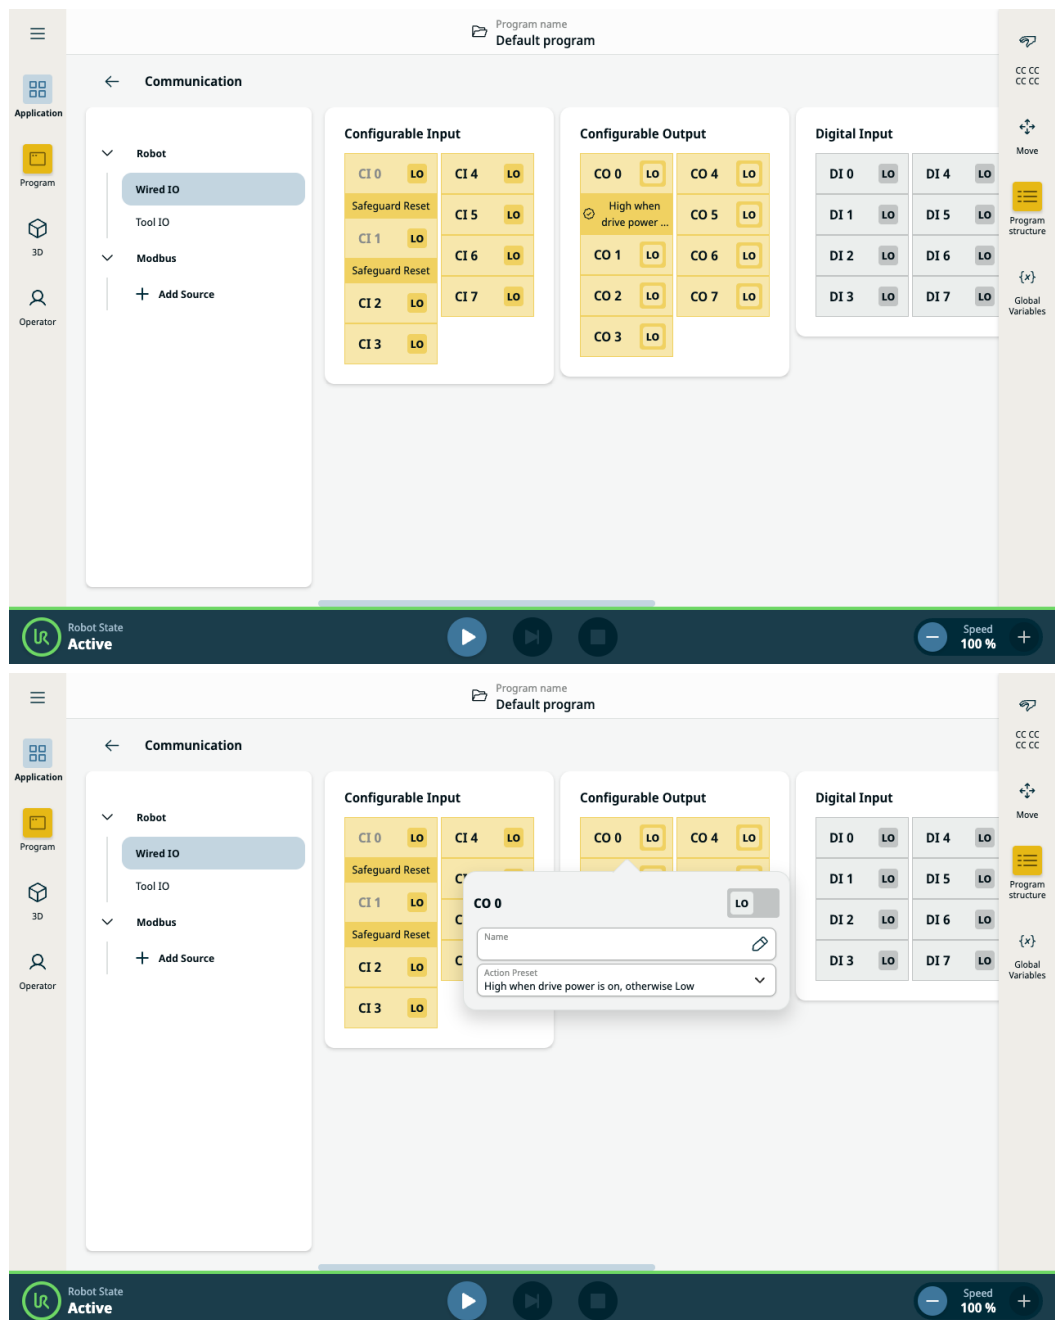 Program name
Default program
Communication
Application
Program
3D
Operator
Robot
Wired IO
Tool IO
Modbus
Add Source
Configurable Input
CI 0 LO
Safeguard Reset
CI 1 LO
Safeguard Reset
CI 2 LO
CI 3 LO
CI 4 LO
CI 5 LO
CI 6 LO
CI 7 LO
Configurable Output
CO 0 LO
High when
drive power ...
CO 1 LO
CO 2 LO
CO 3 LO
CO 4 LO
CO 5 LO
CO 6 LO
CO 7 LO
Digital Input
DI 0 LO
DI 1 LO
DI 2 LO
DI 3 LO
DI 4 LO
DI 5 LO
DI 6 LO
DI 7 LO
CC CC
CC CC
Move
Program
structure
{x}
Global
Variables
UR
Robot State
Active
Speed
100 %
Program name
Default program
Communication
Application
Program
3D
Operator
Robot
Wired IO
Tool IO
Modbus
Add Source
Configurable Input
CI 0 LO
Safeguard Reset
CI 1 LO
Safeguard Reset
CI 2 LO
CI 3 LO
CI 4 LO
Configurable Output
CO 0 LO
CO 4 LO
CO 0 LO
Name
Action Preset
High when drive power is on, otherwise Low
Digital Input
DI 0 LO
DI 1 LO
DI 2 LO
DI 3 LO
DI 4 LO
DI 5 LO
DI 6 LO
DI 7 LO
CC CC
CC CC
Move
Program
structure
{x}
Global
Variables
UR
Robot State
Active
Speed
100 %